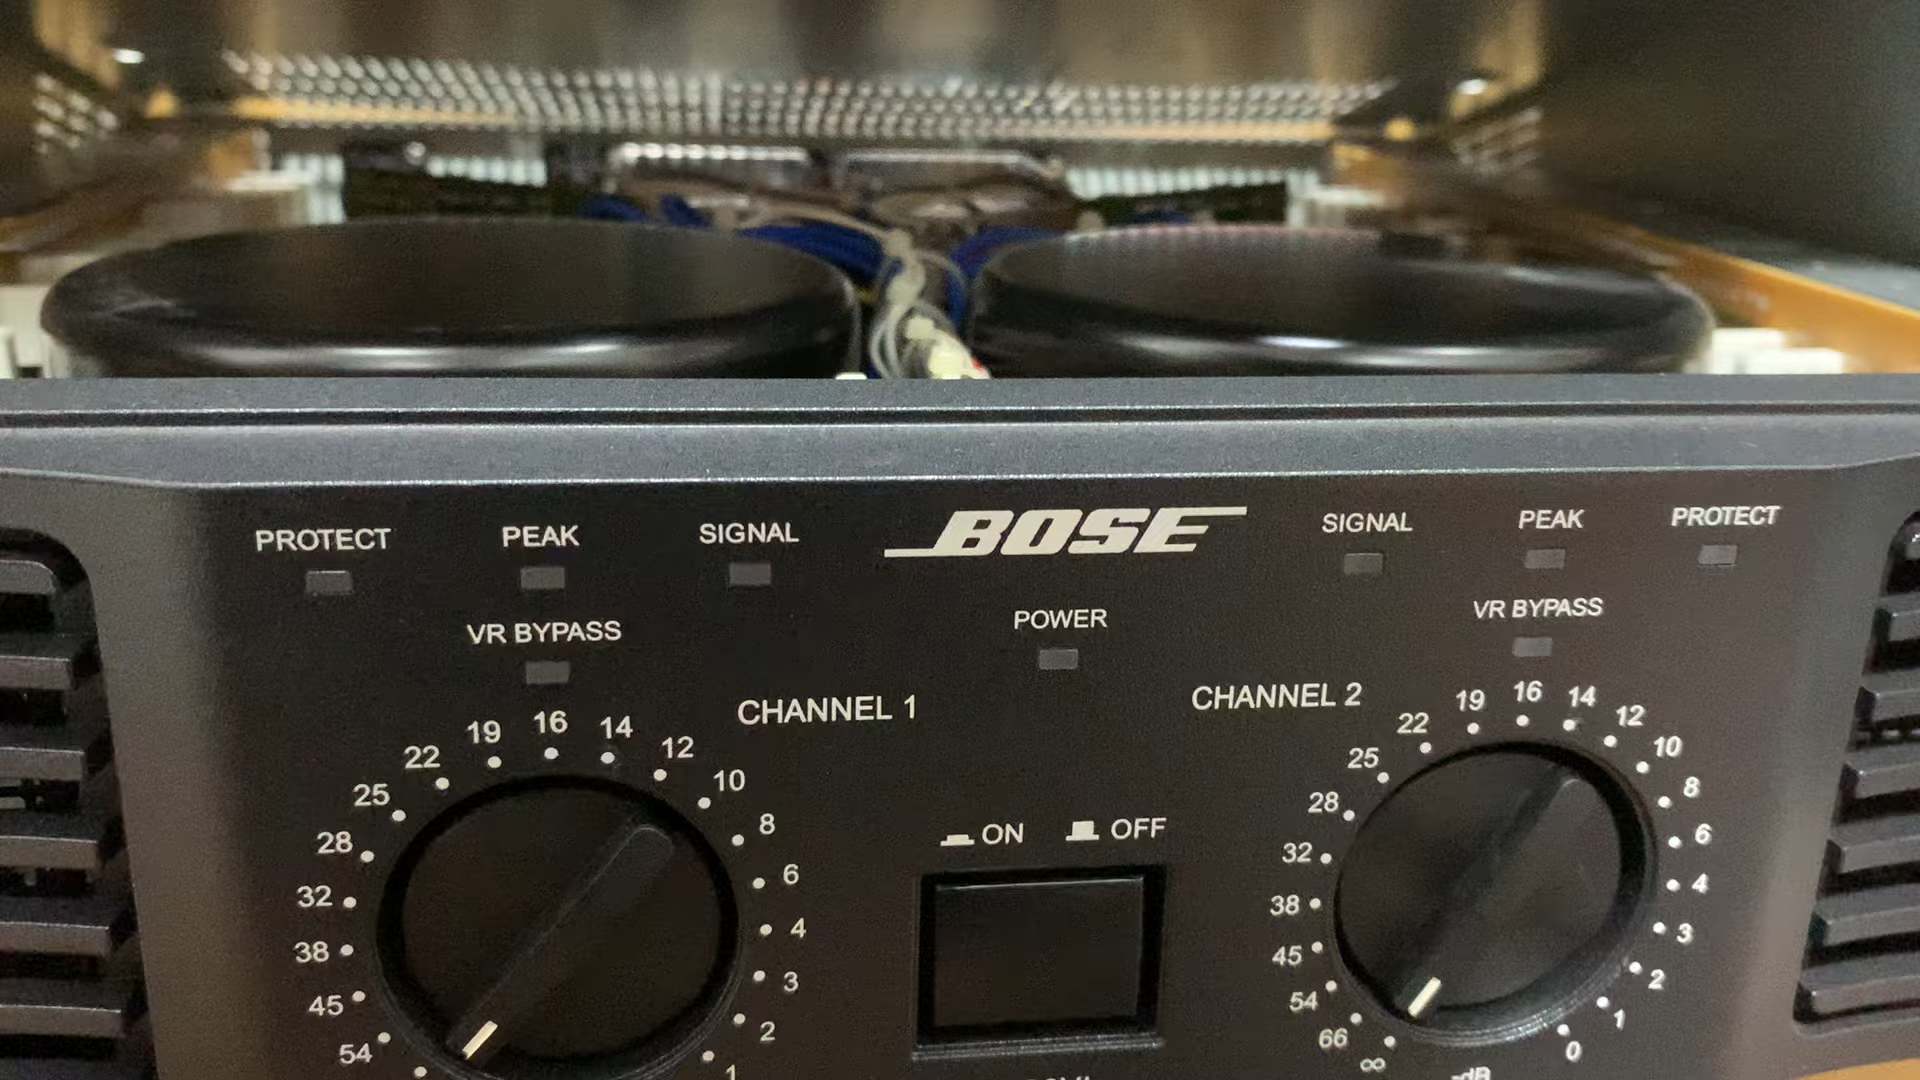 PROTECT
PEAK
SIGNAL
BOSE
SIGNAL
PEAK
PROTECT
VR BYPASS
POWER
VR BYPASS
CHANNEL 1
CHANNEL 2
54
45
38
32
28
25
22
19
16
14
12
10
8
6
4
3
2
1
ON
OFF
∞
66
54
45
38
32
28
25
22
19
16
14
12
10
8
6
4
3
2
1
0
-dB